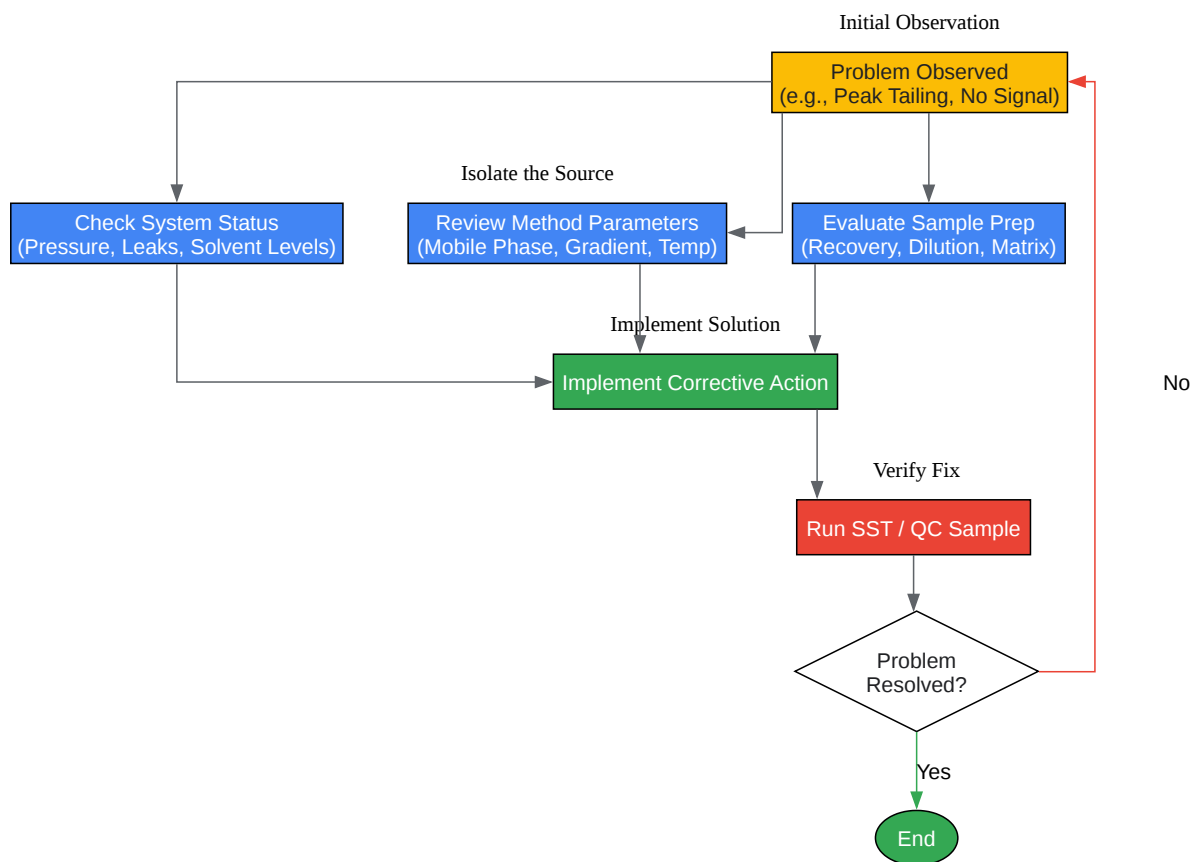 Initial Observation
Problem Observed
(e.g., Peak Tailing, No Signal)
Isolate the Source
Check System Status
(Pressure, Leaks, Solvent Levels)
Review Method Parameters
(Mobile Phase, Gradient, Temp)
Evaluate Sample Prep
(Recovery, Dilution, Matrix)
Implement Solution
Implement Corrective Action
No
Verify Fix
Run SST / QC Sample
Problem
Resolved?
Yes
End